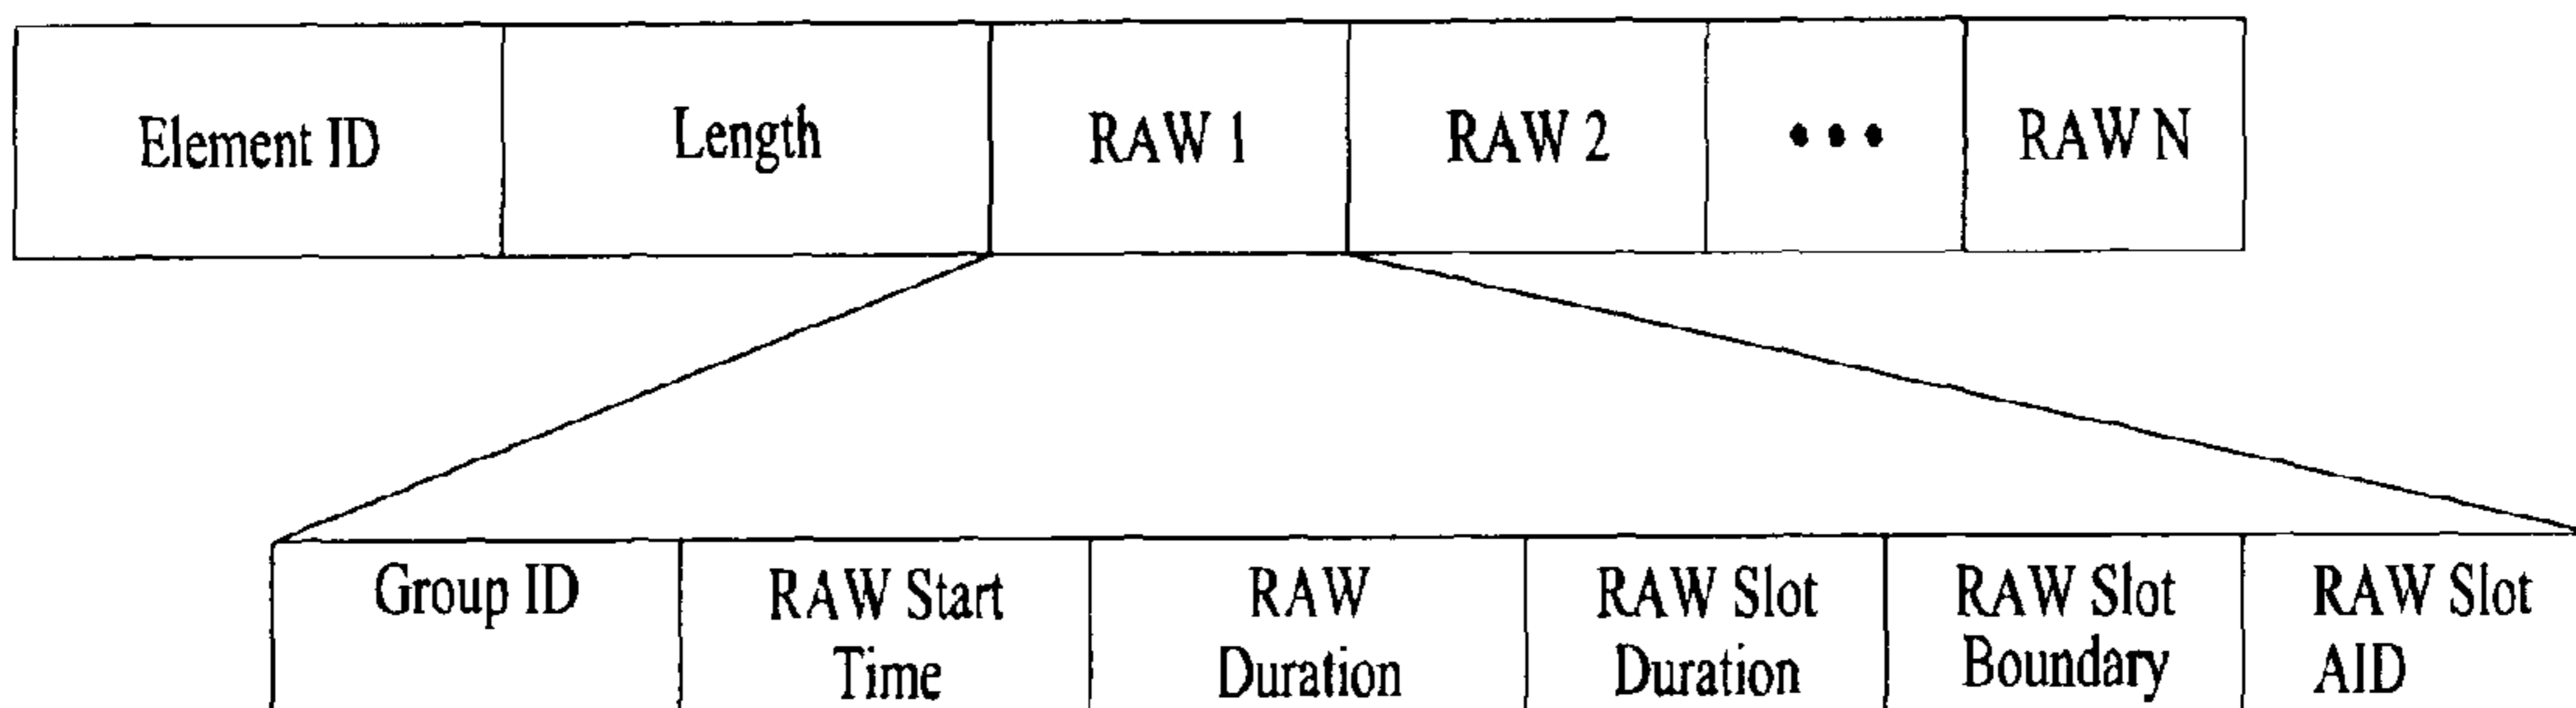 Element ID
Length
RAW 1
RAW 2
•••
RAW N
Group ID
RAW Start
Time
RAW
Duration
RAW Slot
Duration
RAW Slot
Boundary
RAW Slot
AID